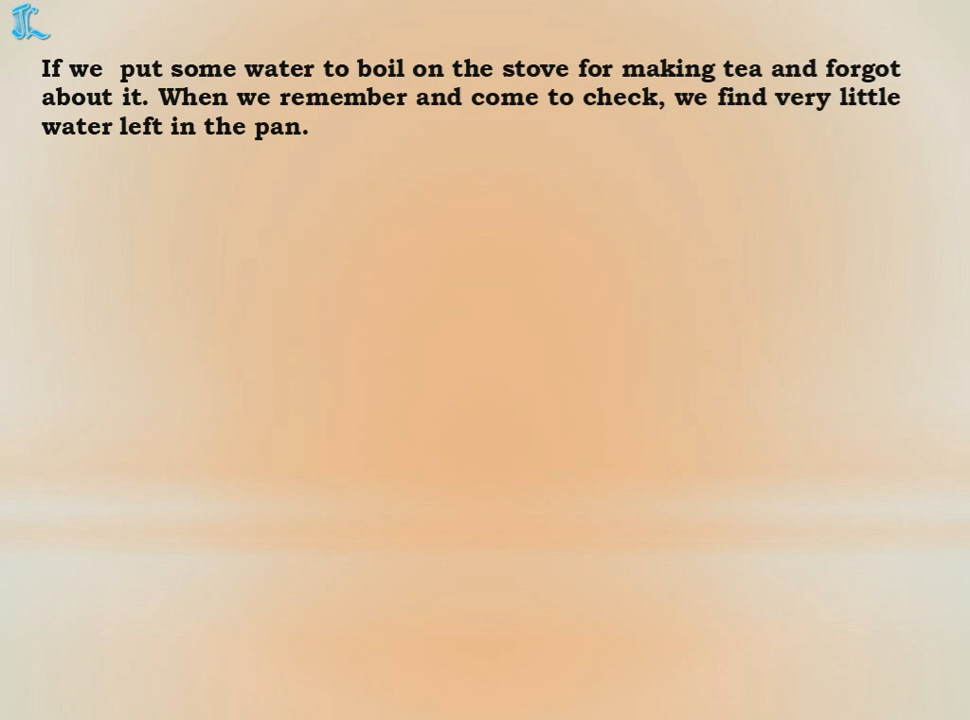 If we  put some water to boil on the stove for making tea and forgot
about it. When we remember and come to check, we find very little
water left in the pan.